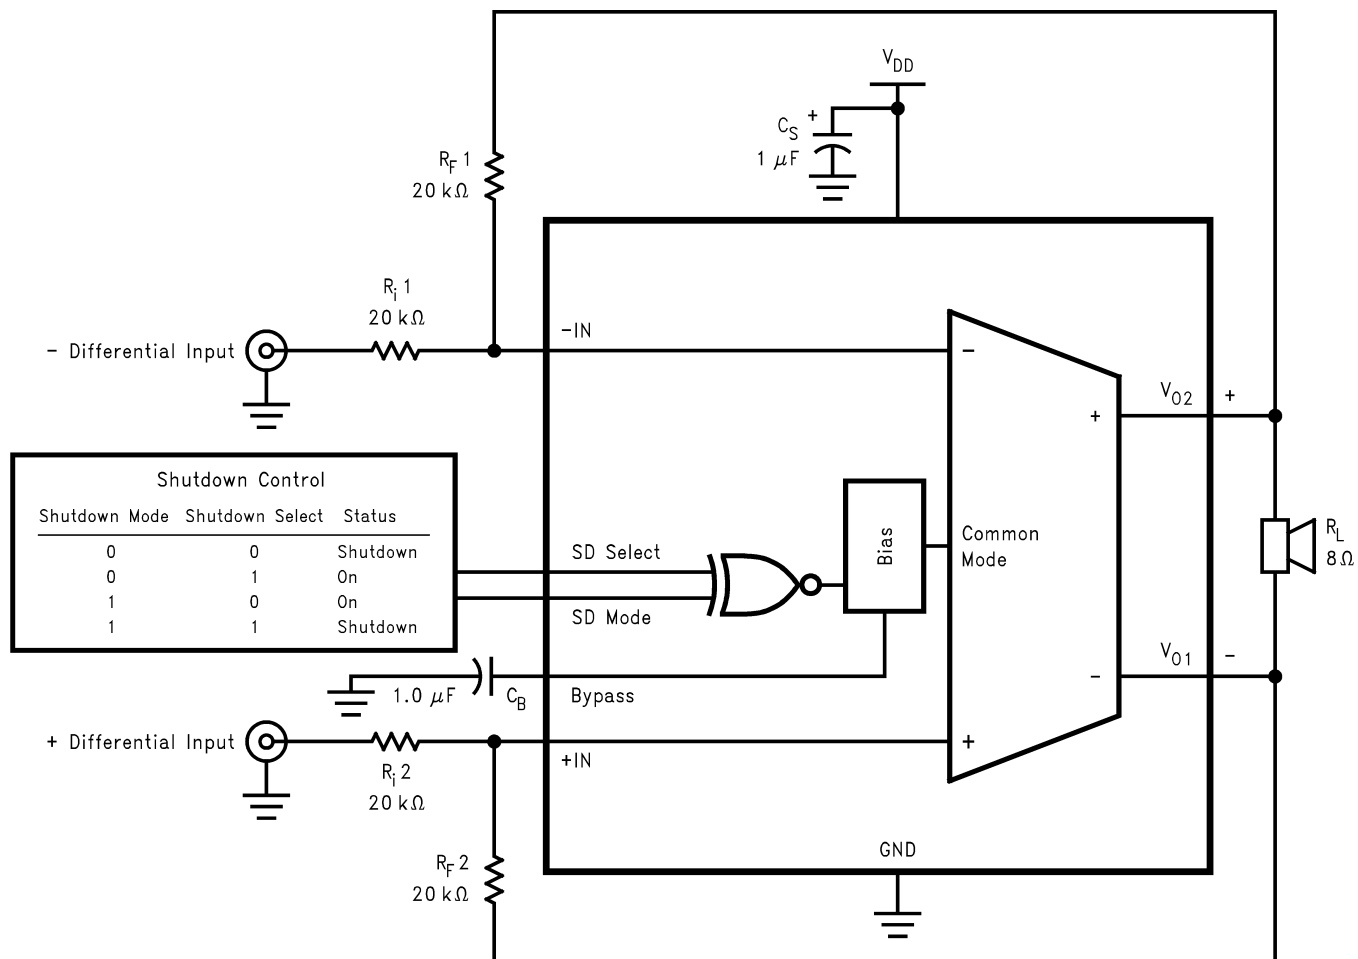 V_DD
C_S +
1 μF
R_F 1
20 kΩ
R_i 1
20 kΩ
- Differential Input
-IN
-
+
V_O2 +
Shutdown Control
Shutdown Mode Shutdown Select Status
0 0 Shutdown
0 1 On
1 0 On
1 1 Shutdown
SD Select
SD Mode
Bias
Common
Mode
R_L
8 Ω
-
V_O1 -
1.0 μF C_B
Bypass
+ Differential Input
+
+IN
R_i 2
20 kΩ
R_F 2
20 kΩ
GND